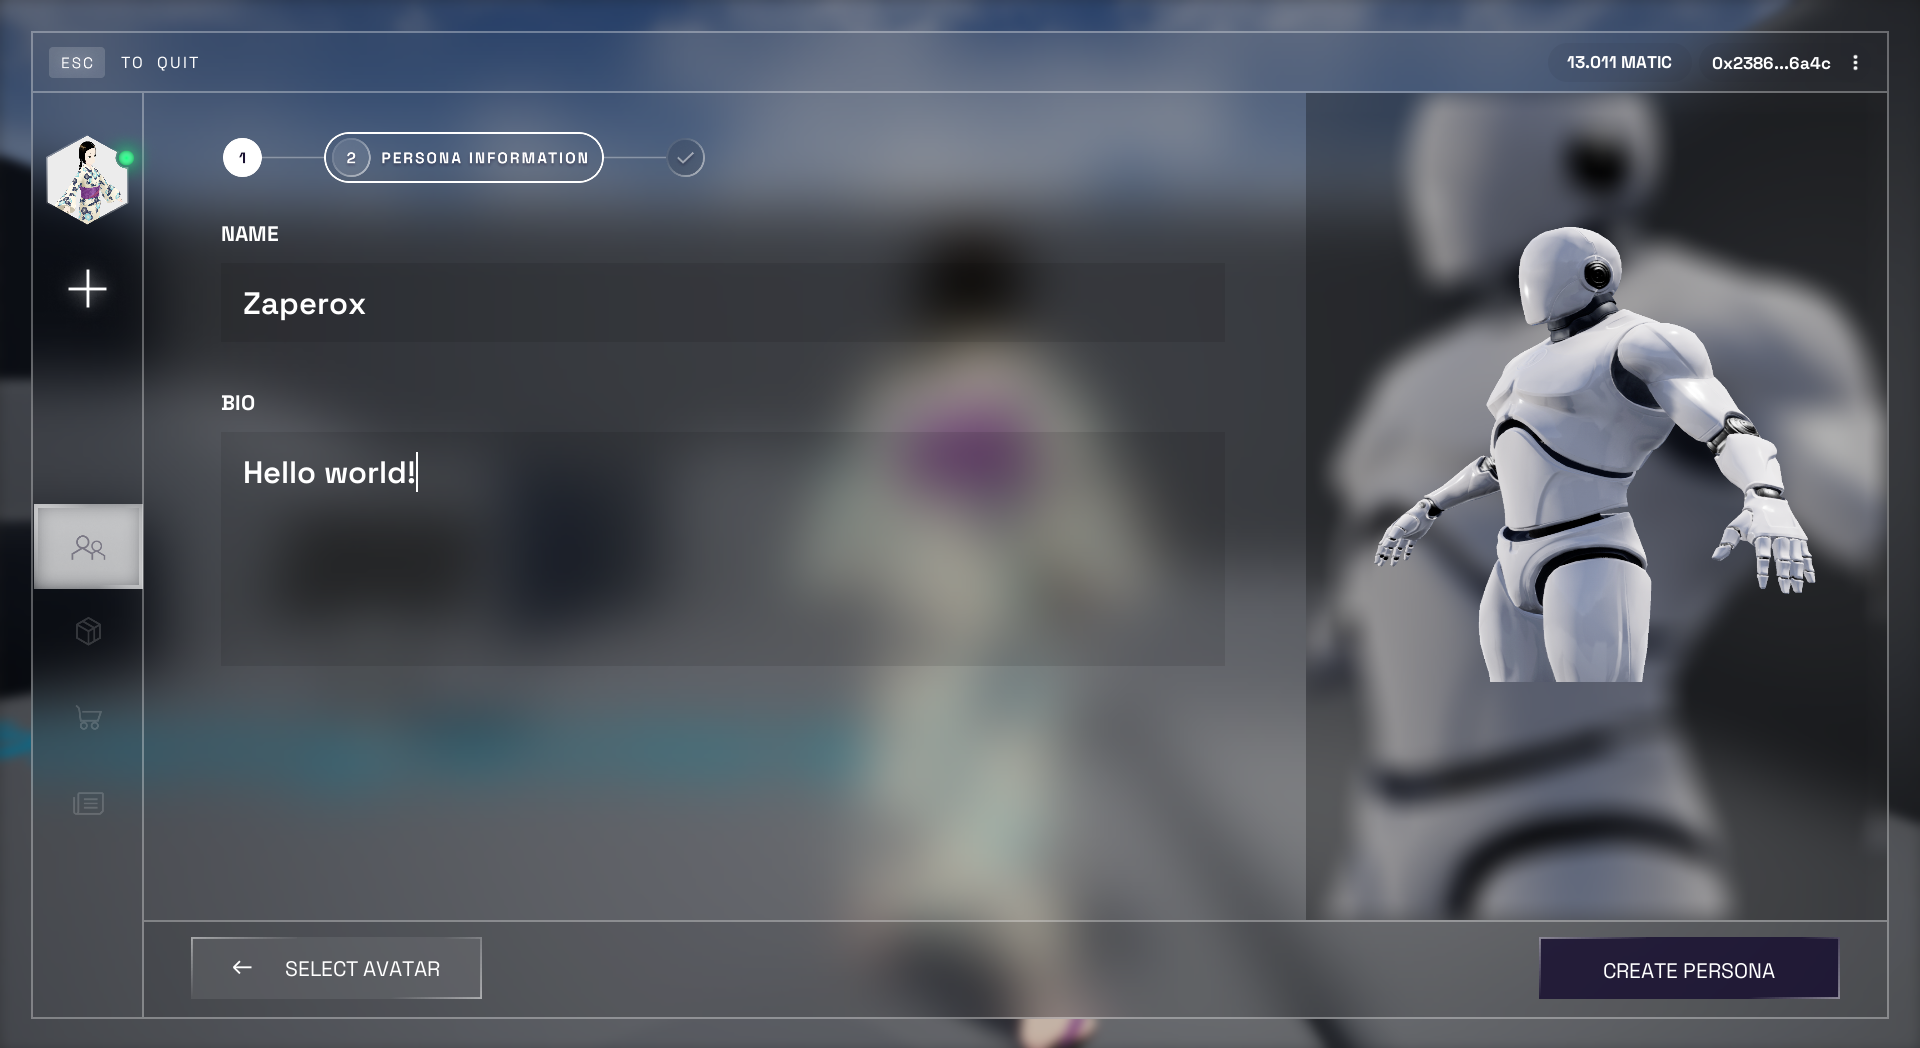 ESC TO QUIT
13.011 MATIC
0x2386...6a4c
1
2 PERSONA INFORMATION
NAME
Zaperox
BIO
Hello world!
SELECT AVATAR
CREATE PERSONA